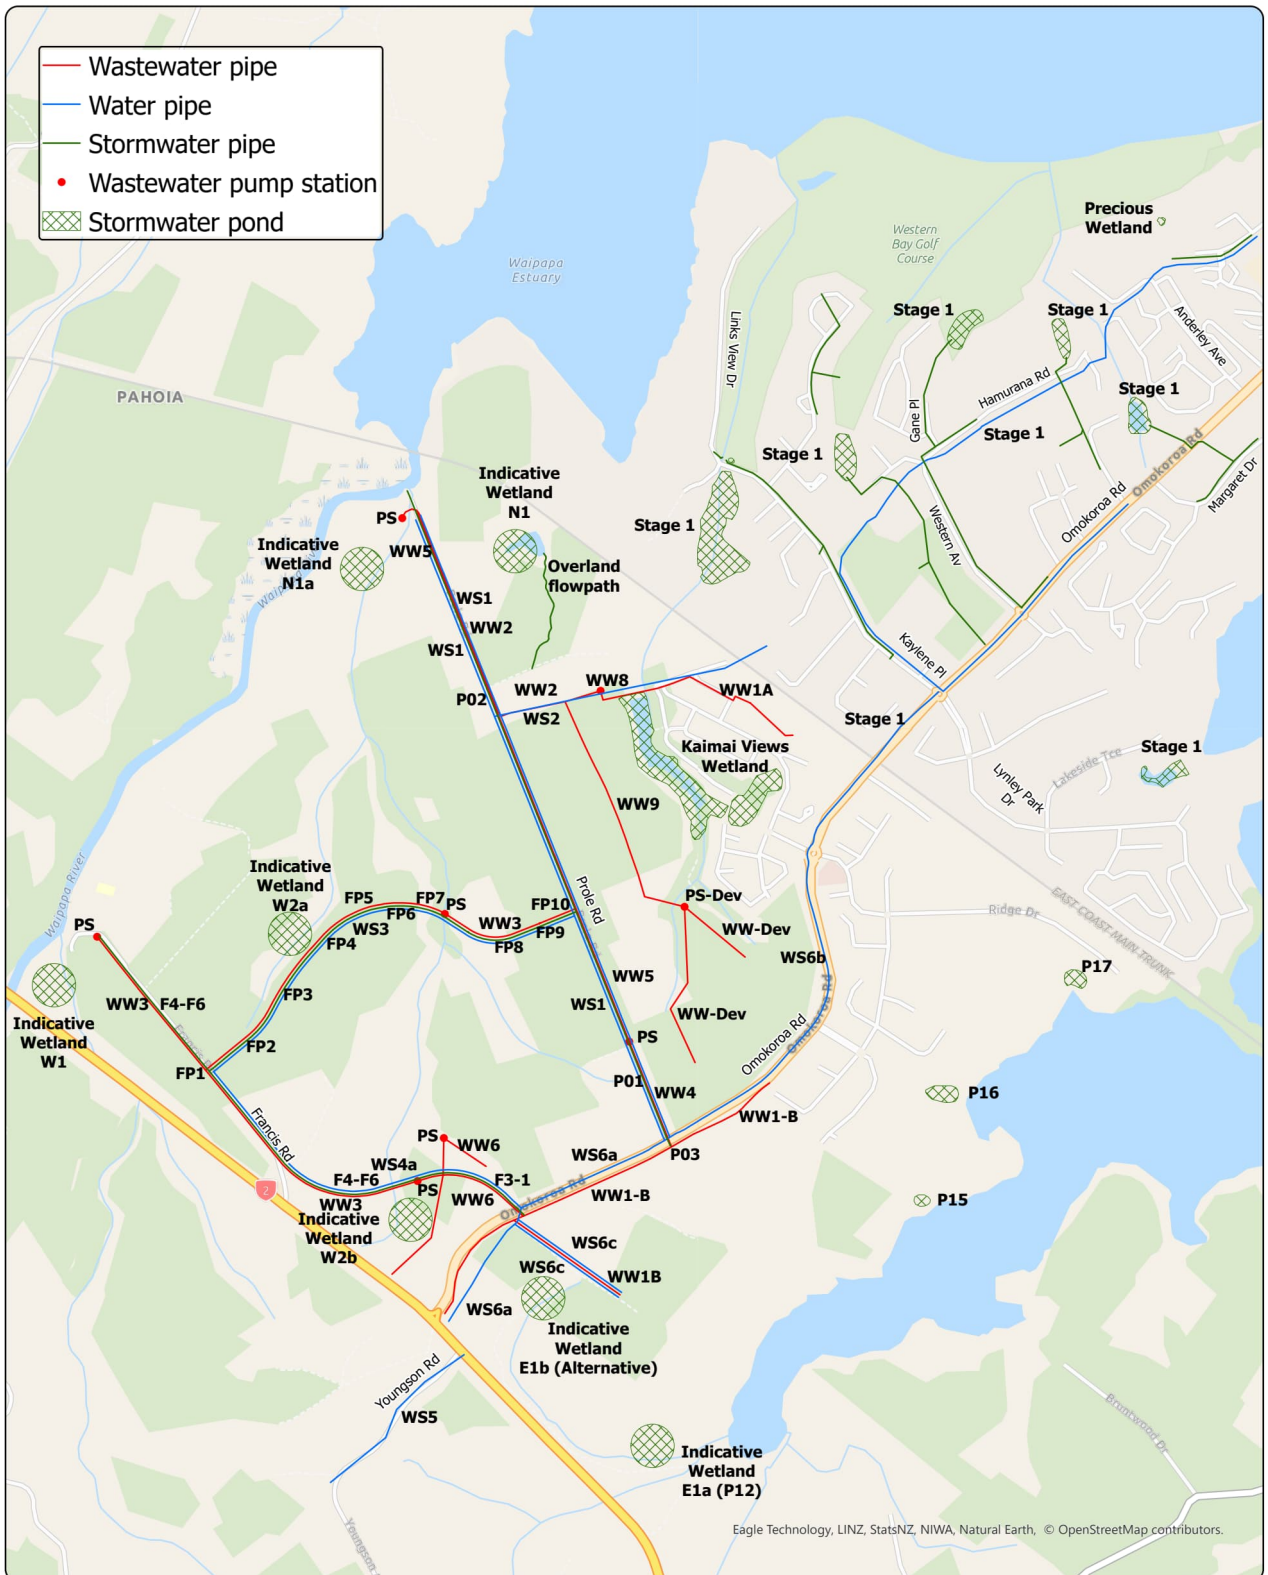 Wastewater pipe
Water pipe
Stormwater pipe
Wastewater pump station
Stormwater pond
Precious
Wetland
Western
Bay Golf
Course
Waipapa
Estuary
Stage 1
Stage 1
Links View Dr
Anderley Ave
Hamurana Rd
Stage 1
PAHOIA
Gane Pl
Stage 1
Stage 1
Omokoroa Rd
Margaret Dr
Indicative
Wetland
N1
Omokoroa Rd
PS
Stage 1
Western Av
WW5
Indicative
Wetland
N1a
Overland
flowpath
WS1
WW2
WS1
Kaylene Pl
WW8
WW2
P02
WS2
WW1A
Stage 1
Kaimai Views
Wetland
Stage 1
Lakeside Tce
Lynley Park
Dr
WW9
Waipapa River
Indicative
Wetland
W2a
Prole Rd
FP5
FP7
PS
FP6
FP10
PS-Dev
EAST COAST MAIN TRUNK
Ridge Dr
PS
WS3
WW3
FP9
WW-Dev
FP4
FP8
WS6b
P17
WW5
FP3
WW3
F4-F6
WS1
WW-Dev
Omokoroa Rd
Indicative
Wetland
W1
Omokoroa Rd
PS
FP2
FP1
P01
WW4
P16
Francis Rd
WW1-B
PS
WW6
WS6a
P03
WS4a
F4-F6
PS
F3-1
WW6
WW1-B
Omokoroa Rd
P15
2
WW3
Indicative
Wetland
W2b
WS6c
WS6c
WW1B
WS6a
Indicative
Wetland
E1b (Alternative)
Youngson Rd
WS5
Bruntwood Dr
Indicative
Wetland
E1a (P12)
Youngson
Eagle Technology, LINZ, StatsNZ, NIWA, Natural Earth, © OpenStreetMap contributors.